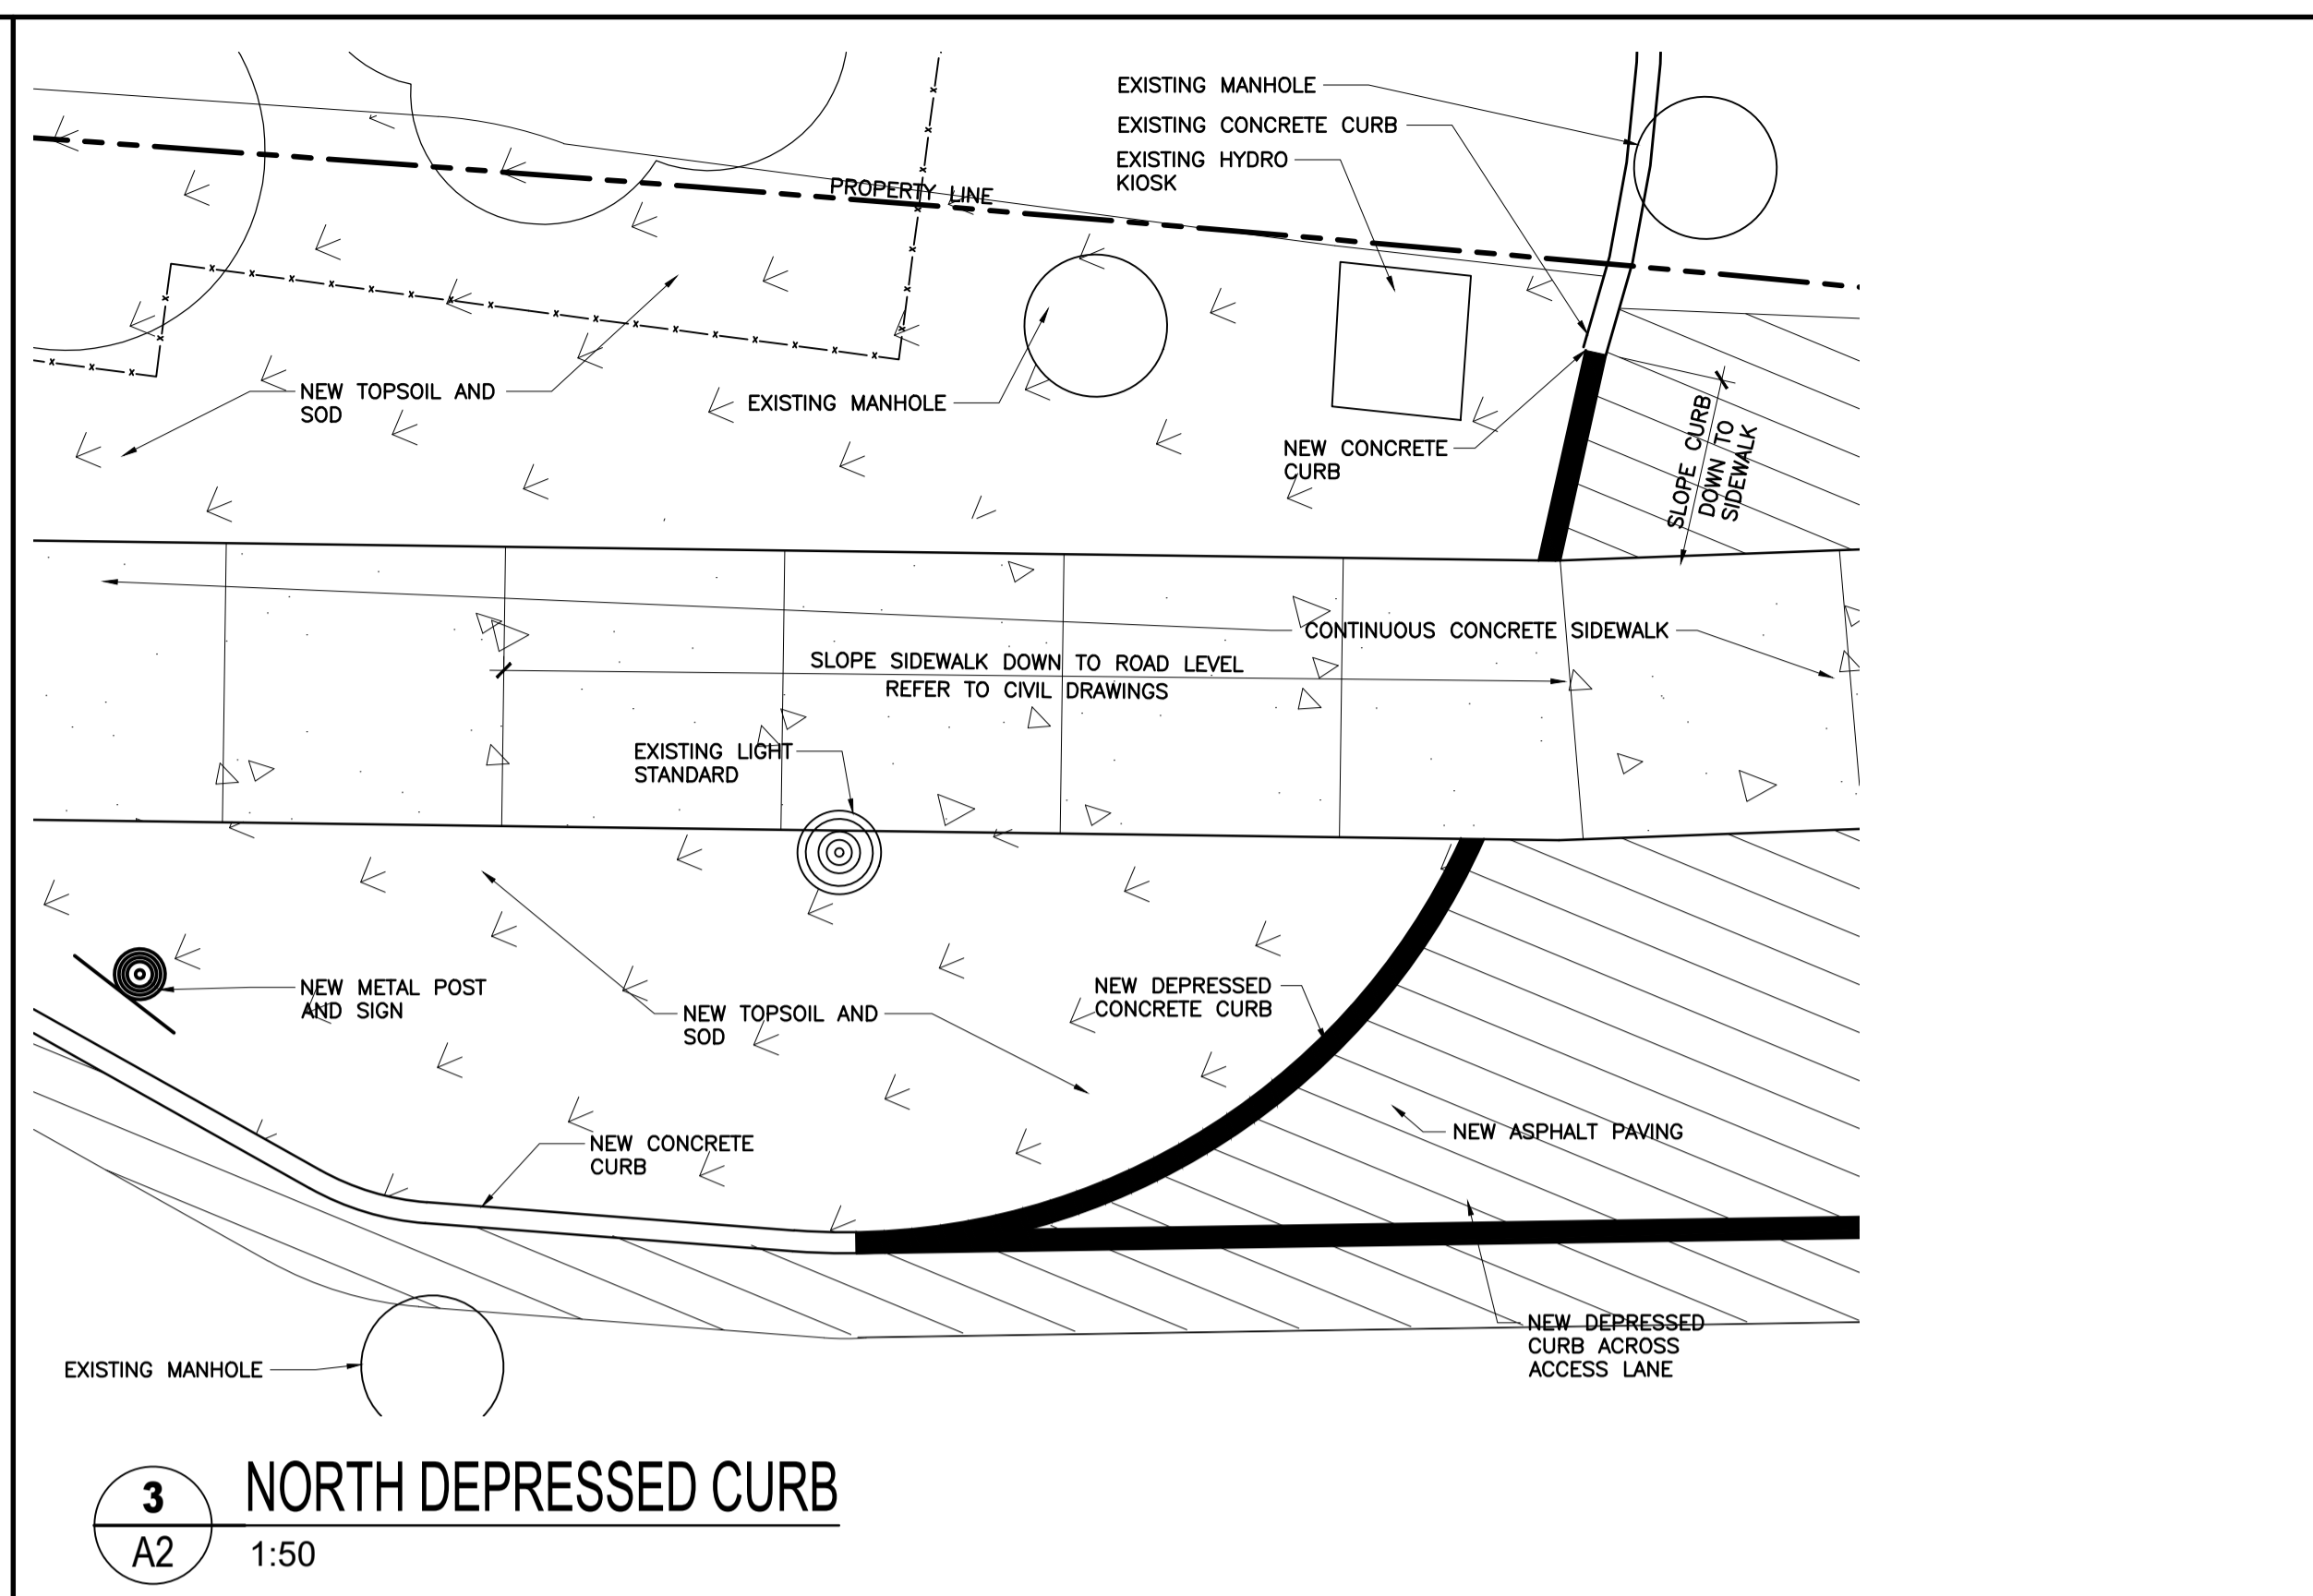 EXISTING MANHOLE
EXISTING CONCRETE CURB
EXISTING HYDRO
KIOSK
PROPERTY LINE
NEW TOPSOIL AND
SOD
EXISTING MANHOLE
NEW CONCRETE
CURB
SLOPE CURB
DOWN TO
SIDEWALK
CONTINUOUS CONCRETE SIDEWALK
SLOPE SIDEWALK DOWN TO ROAD LEVEL
REFER TO CIVIL DRAWINGS
EXISTING LIGHT
STANDARD
NEW METAL POST
AND SIGN
NEW TOPSOIL AND
SOD
NEW DEPRESSED
CONCRETE CURB
NEW CONCRETE
CURB
NEW ASPHALT PAVING
NEW DEPRESSED
CURB ACROSS
ACCESS LANE
EXISTING MANHOLE
3
A2
NORTH DEPRESSED CURB
1:50